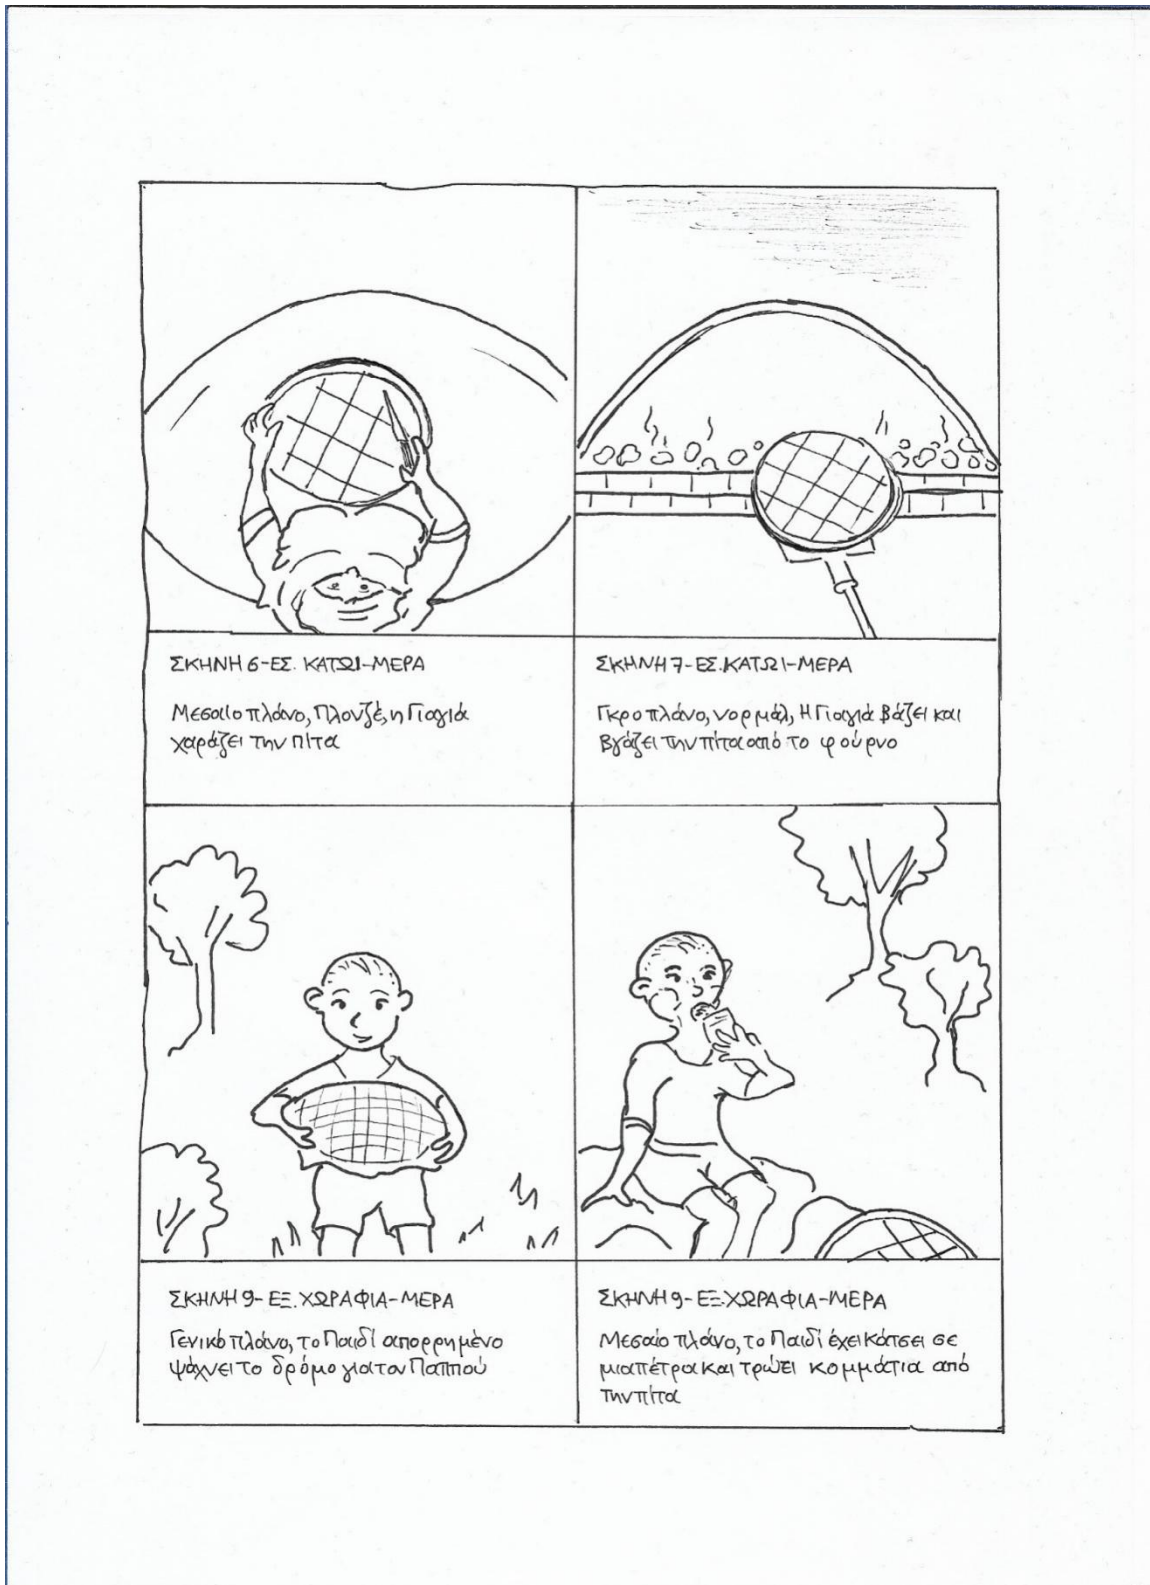 ΣΚΗΝΗ 6-ΕΣ. ΚΑΤΩΙ-ΜΕΡΑ
Μεσαίο πλάνο, Πλονζέ, η Γιαγιά
χαράζει την πίτα
ΣΚΗΝΗ 7-ΕΣ. ΚΑΤΩΙ-ΜΕΡΑ
Γκρο πλάνο, νορμάλ, Η Γιαγιά βάζει και
βγάζει την πίτα από το φούρνο
ΣΚΗΝΗ 9- ΕΞ. ΧΩΡΑΦΙΑ-ΜΕΡΑ
Γενικό πλάνο, το Παιδί απορρημένο
ψάχνει το δρόμο για τον Παππού
ΣΚΗΝΗ 9- ΕΞ. ΧΩΡΑΦΙΑ-ΜΕΡΑ
Μεσαίο πλάνο, το Παιδί έχει κάτσει σε
μια πέτρα και τρώει κομμάτια από
την πίτα